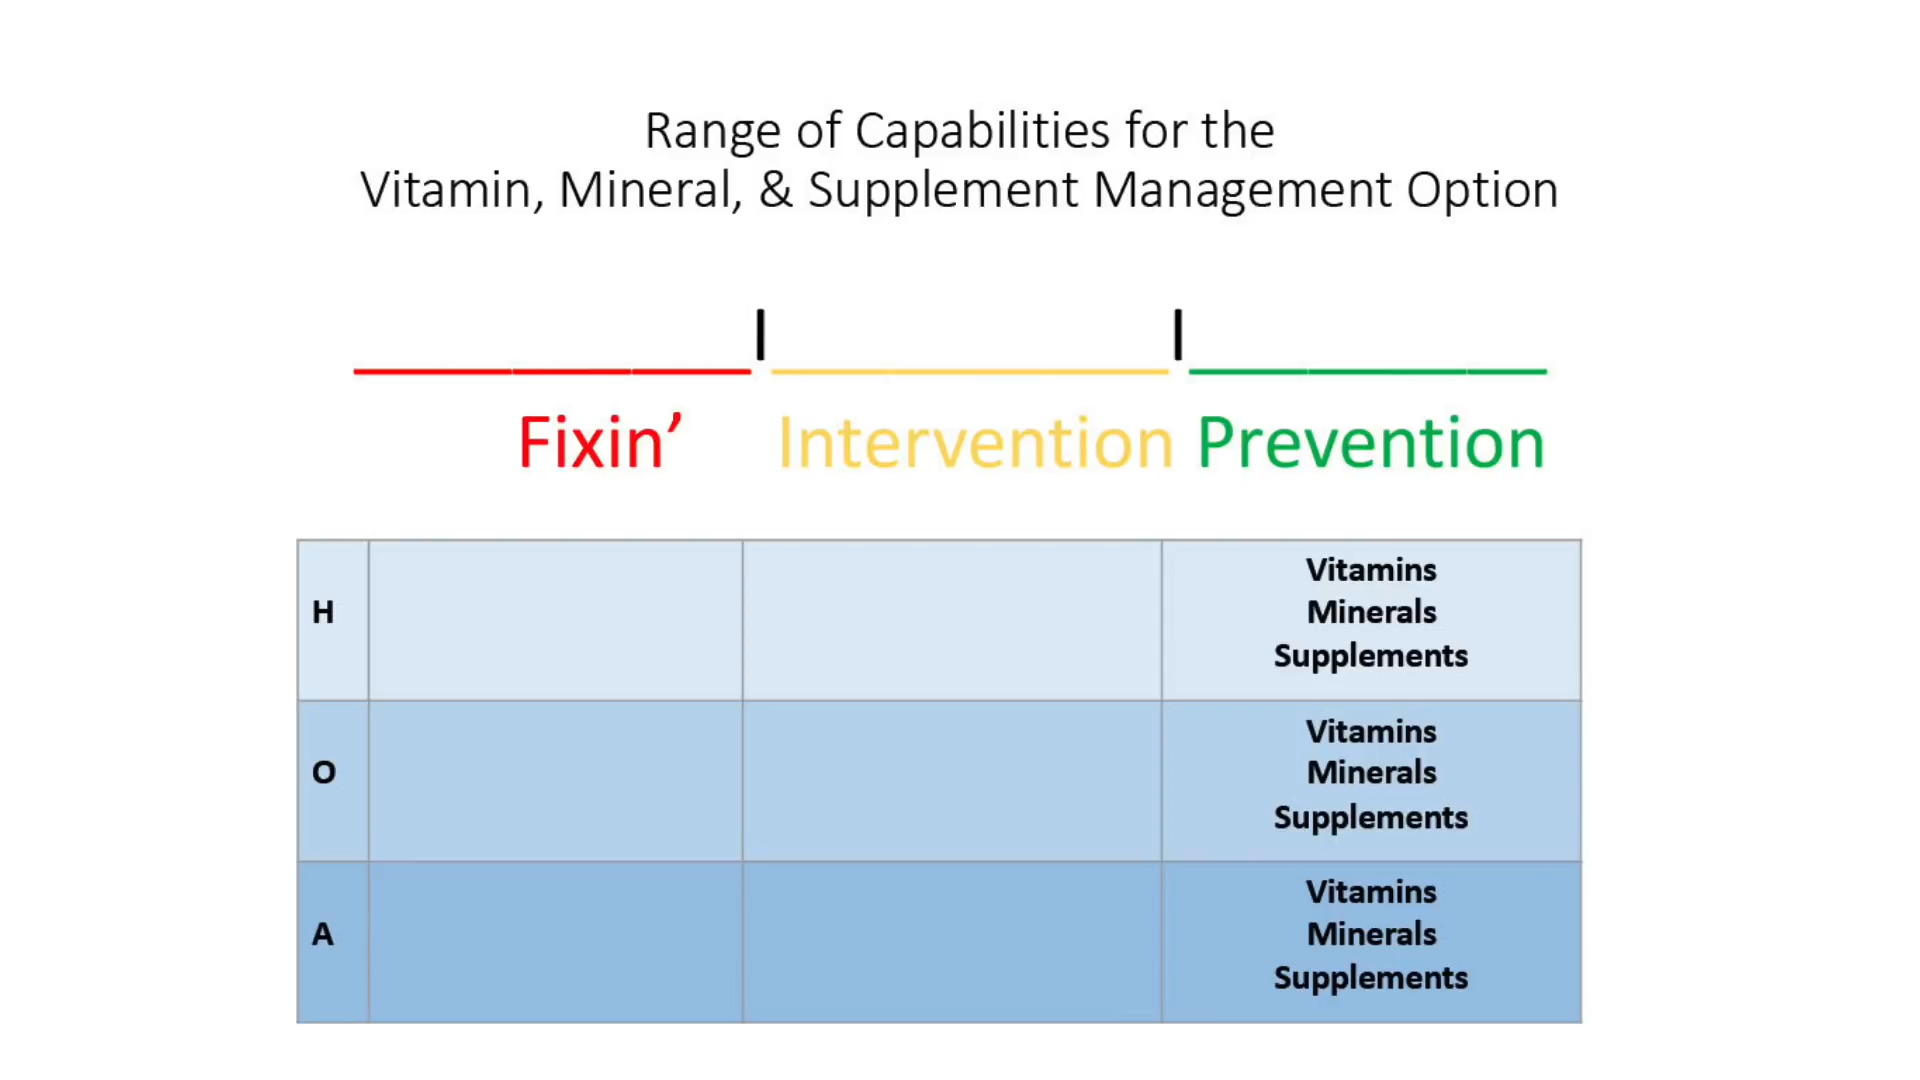 Range of Capabilities for the
Vitamin, Mineral, & Supplement Management Option
Fixin’ Intervention Prevention
H
Vitamins
Minerals
Supplements
O
Vitamins
Minerals
Supplements
A
Vitamins
Minerals
Supplements